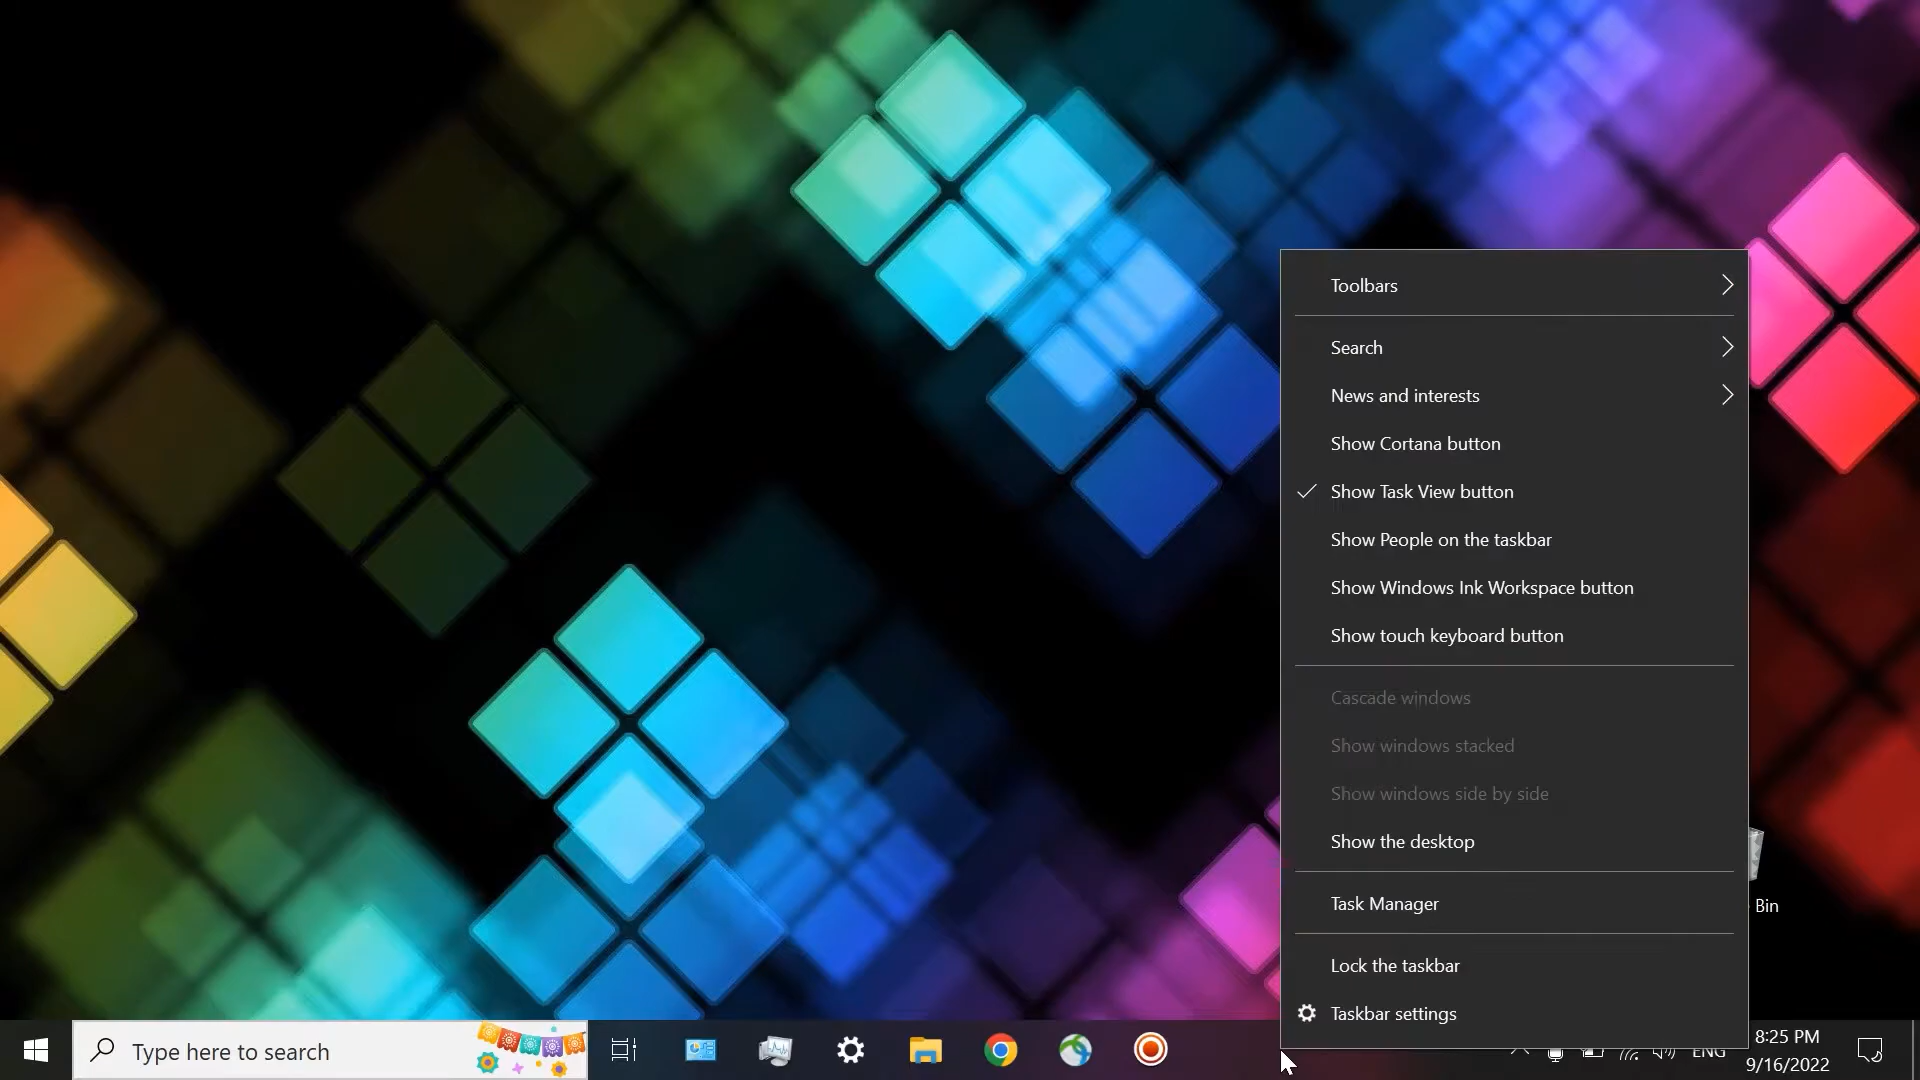 Toolbars
Search
News and interests
Show Cortana button
Show Task View button
Show People on the taskbar
Show Windows Ink Workspace button
Show touch keyboard button
Cascade windows
Show windows stacked
Show windows side by side
Show the desktop
Task Manager
Bin
Lock the taskbar
Taskbar settings
Type here to search
ENG
8:25 PM
9/16/2022